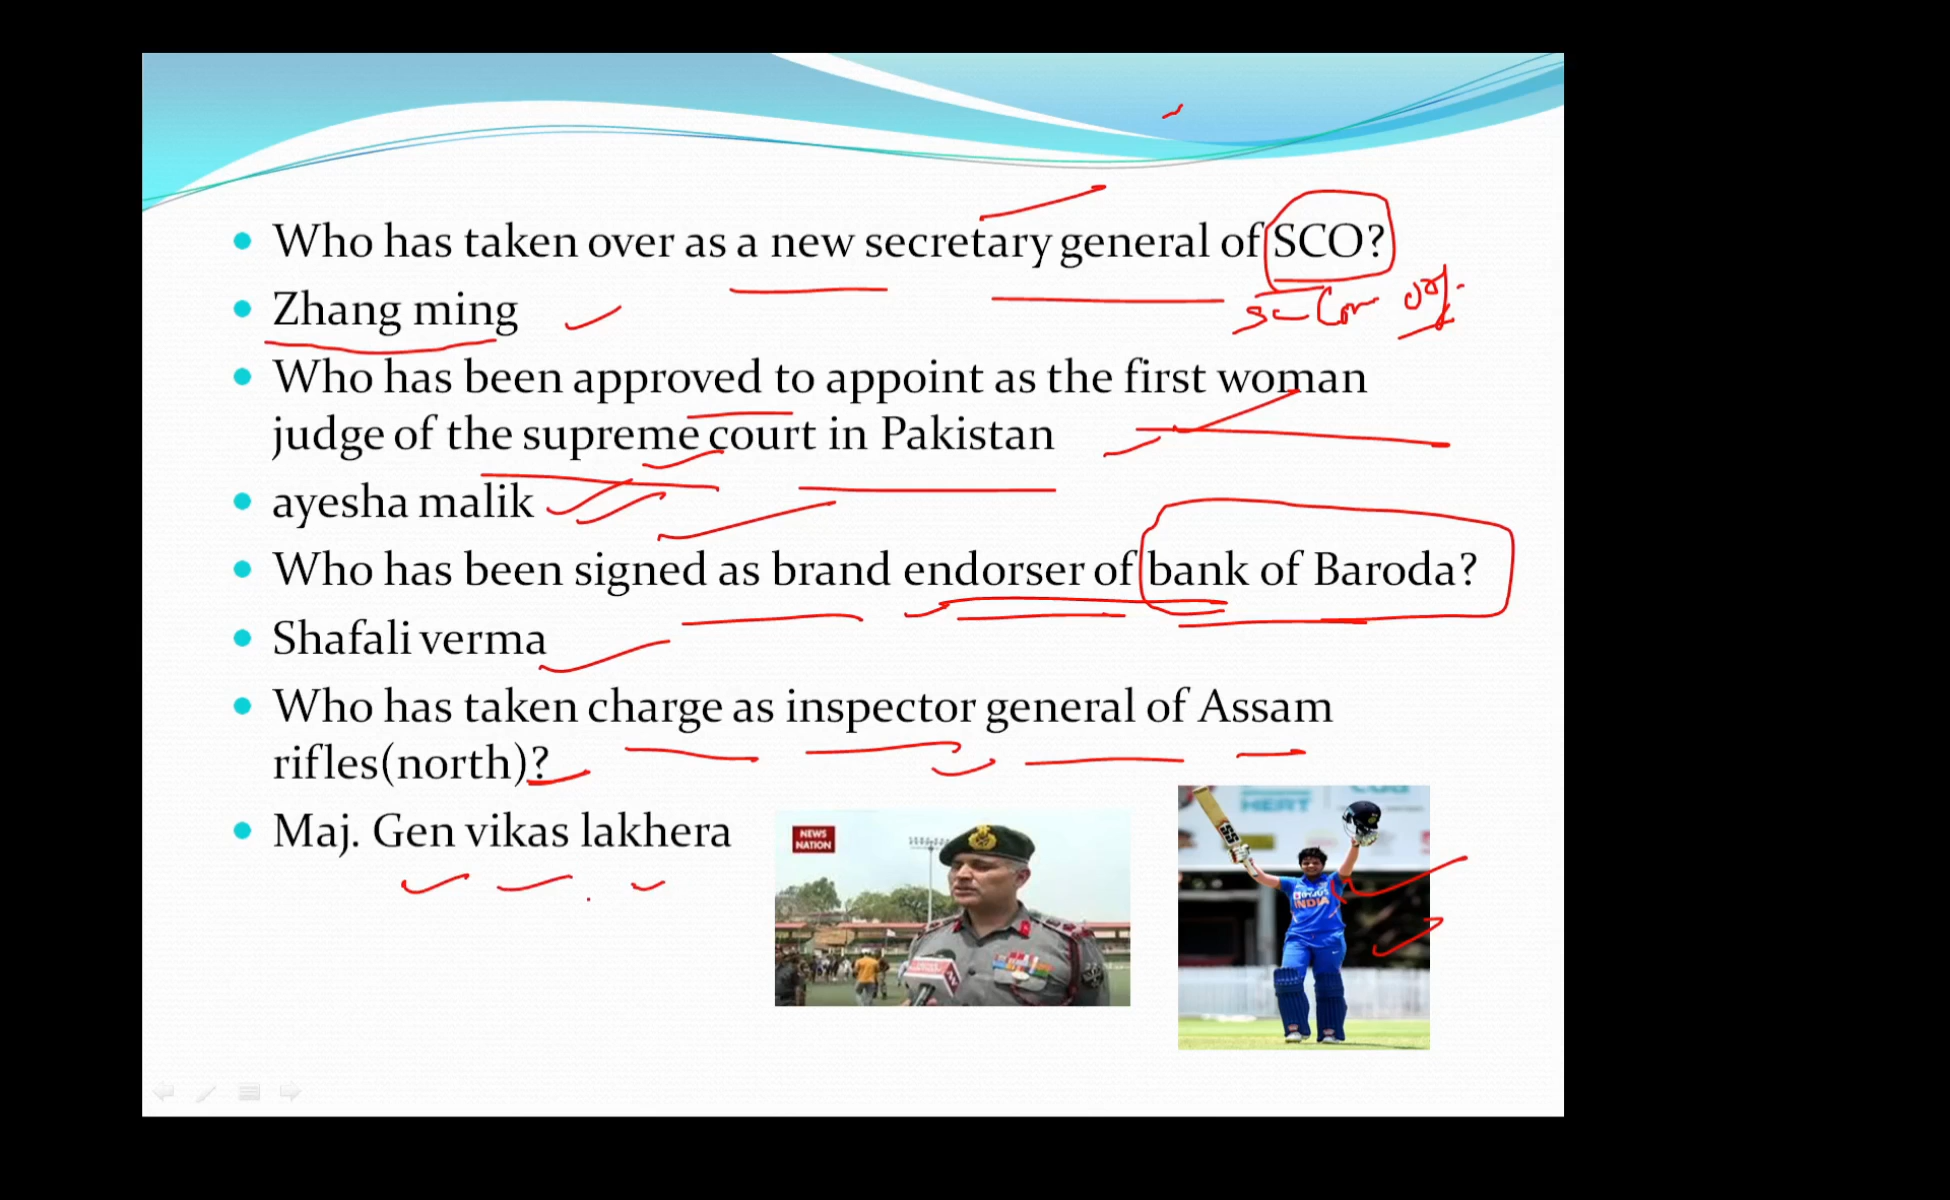 Who has taken over as a new secretary general of SCO?
Zhang ming
Who has been approved to appoint as the first woman
judge of the supreme court in Pakistan
ayesha malik
Who has been signed as brand endorser of bank of Baroda?
Shafali verma
Who has taken charge as inspector general of Assam
rifles(north)?
Maj. Gen vikas lakhera
NEWS
NATION
HERT
SS
INDIA